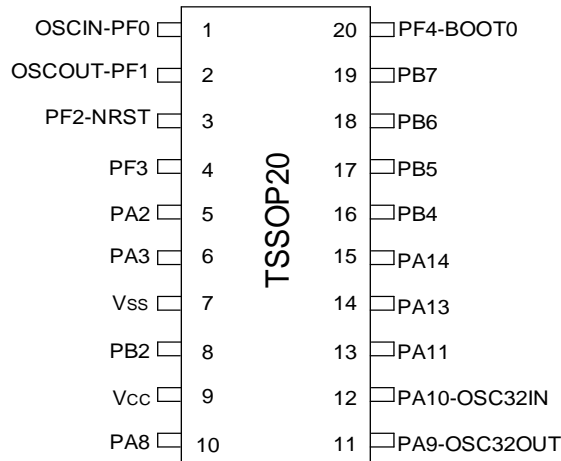 OSCIN-PF0 1 20 PF4-BOOT0
OSCOUT-PF1 2 19 PB7
PF2-NRST 3 18 PB6
PF3 4 17 PB5
PA2 5 16 PB4
PA3 6 15 PA14
Vss 7 14 PA13
PB2 8 13 PA11
Vcc 9 12 PA10-OSC32IN
PA8 10 11 PA9-OSC32OUT
TSSOP20